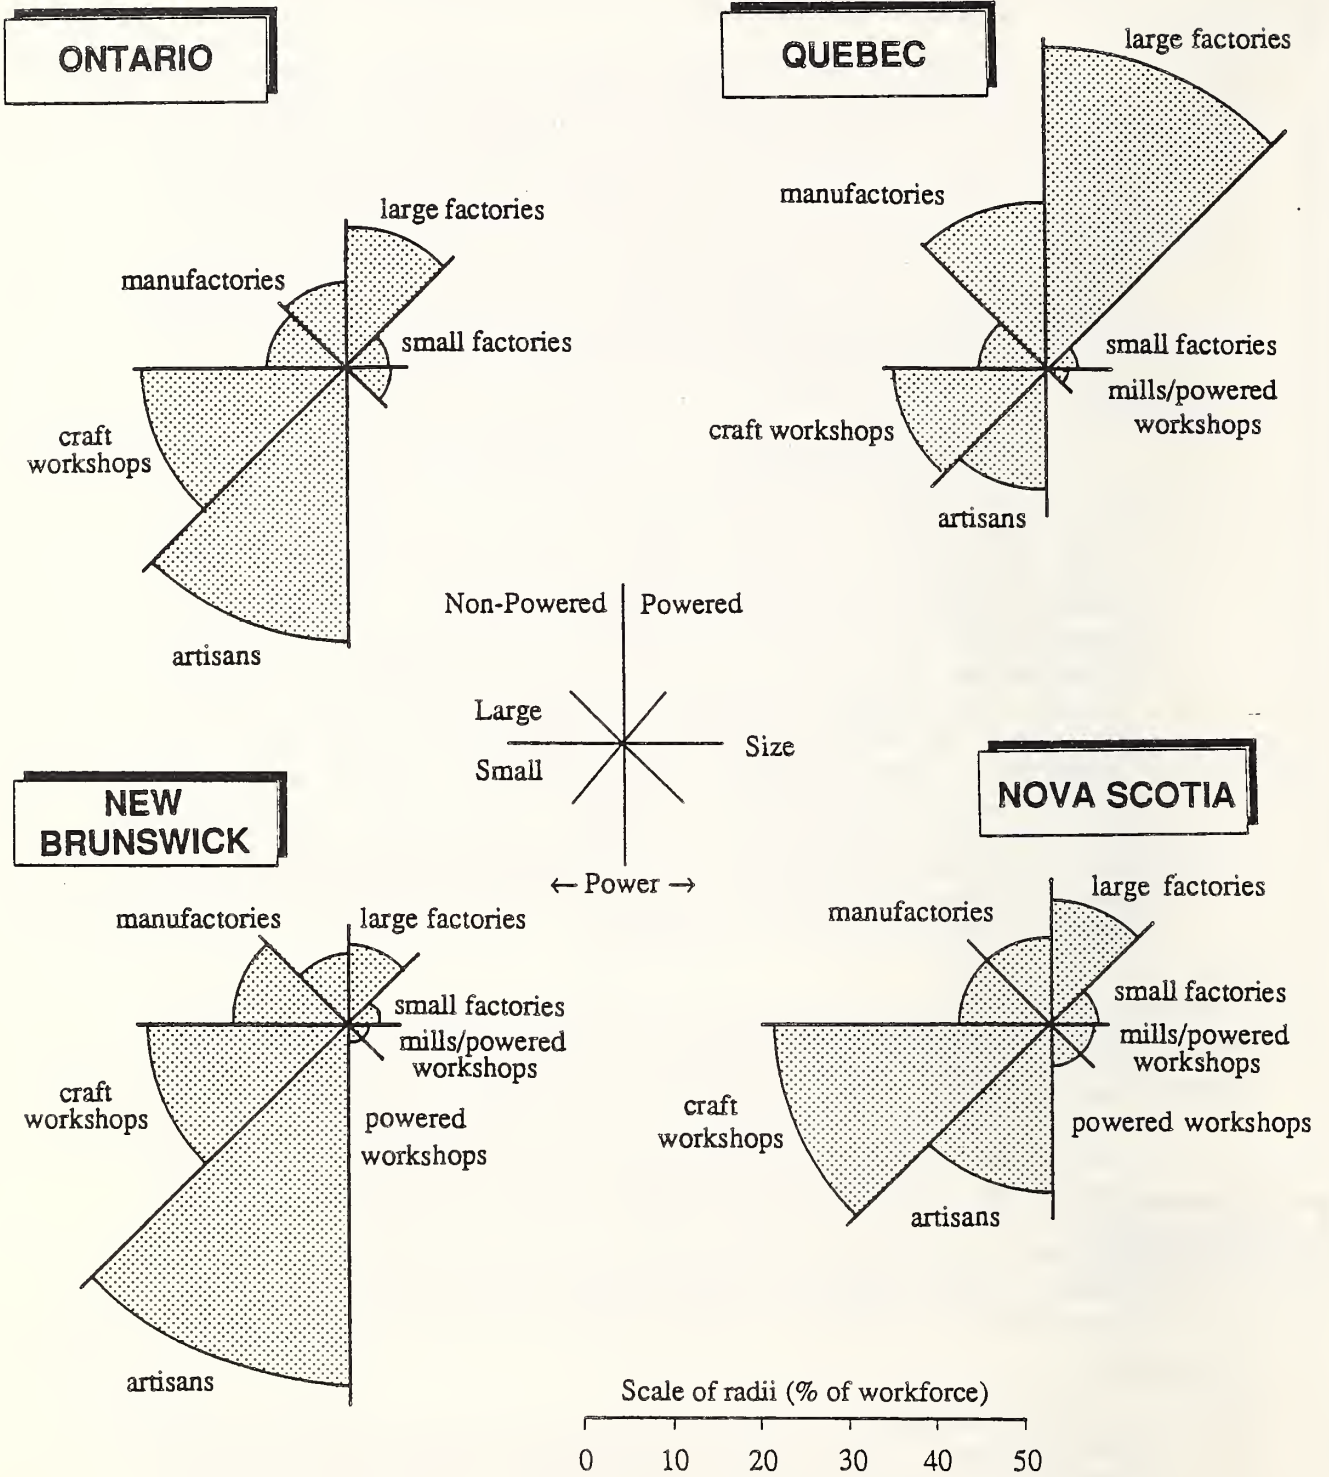 ONTARIO
large factories
manufactories
small factories
craft
workshops
artisans
QUEBEC
large factories
manufactories
small factories
mills/powered
workshops
craft workshops
artisans
Non-Powered
Powered
Large
Small
Size
← Power →
NEW
BRUNSWICK
manufactories
large factories
small factories
mills/powered
workshops
craft
workshops
powered
workshops
artisans
NOVA SCOTIA
large factories
manufactories
small factories
mills/powered
workshops
craft
workshops
powered workshops
artisans
Scale of radii (% of workforce)
0 10 20 30 40 50